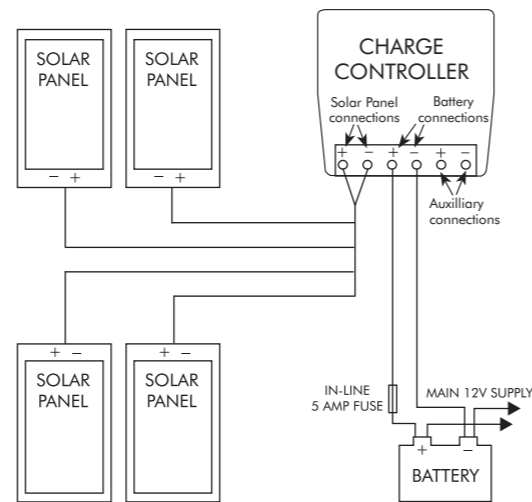 SOLAR
PANEL
− +
SOLAR
PANEL
− +
CHARGE
CONTROLLER
Solar Panel
connections
Battery
connections
+ − + − + −
Auxilliary
connections
+ −
SOLAR
PANEL
+ −
SOLAR
PANEL
IN-LINE
5 AMP FUSE
MAIN 12V SUPPLY
+ −
BATTERY